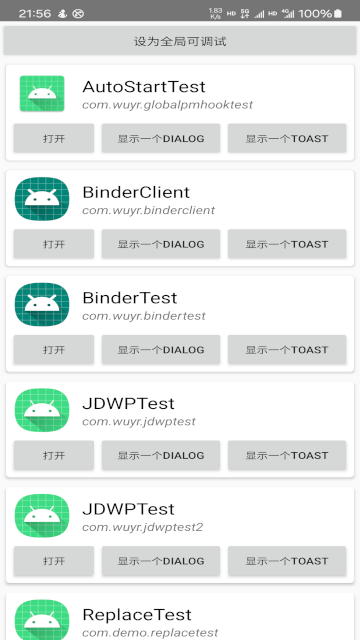 21:56 1.83 KB/s HD 5G HD 4G 100%
设为全局可调试
AutoStartTest
com.wuyr.globalpmhooktest
打开 显示一个DIALOG 显示一个TOAST
BinderClient
com.wuyr.binderclient
打开 显示一个DIALOG 显示一个TOAST
BinderTest
com.wuyr.bindertest
打开 显示一个DIALOG 显示一个TOAST
JDWPTest
com.wuyr.jdwptest
打开 显示一个DIALOG 显示一个TOAST
JDWPTest
com.wuyr.jdwptest2
打开 显示一个DIALOG 显示一个TOAST
ReplaceTest
com.demo.replacetest